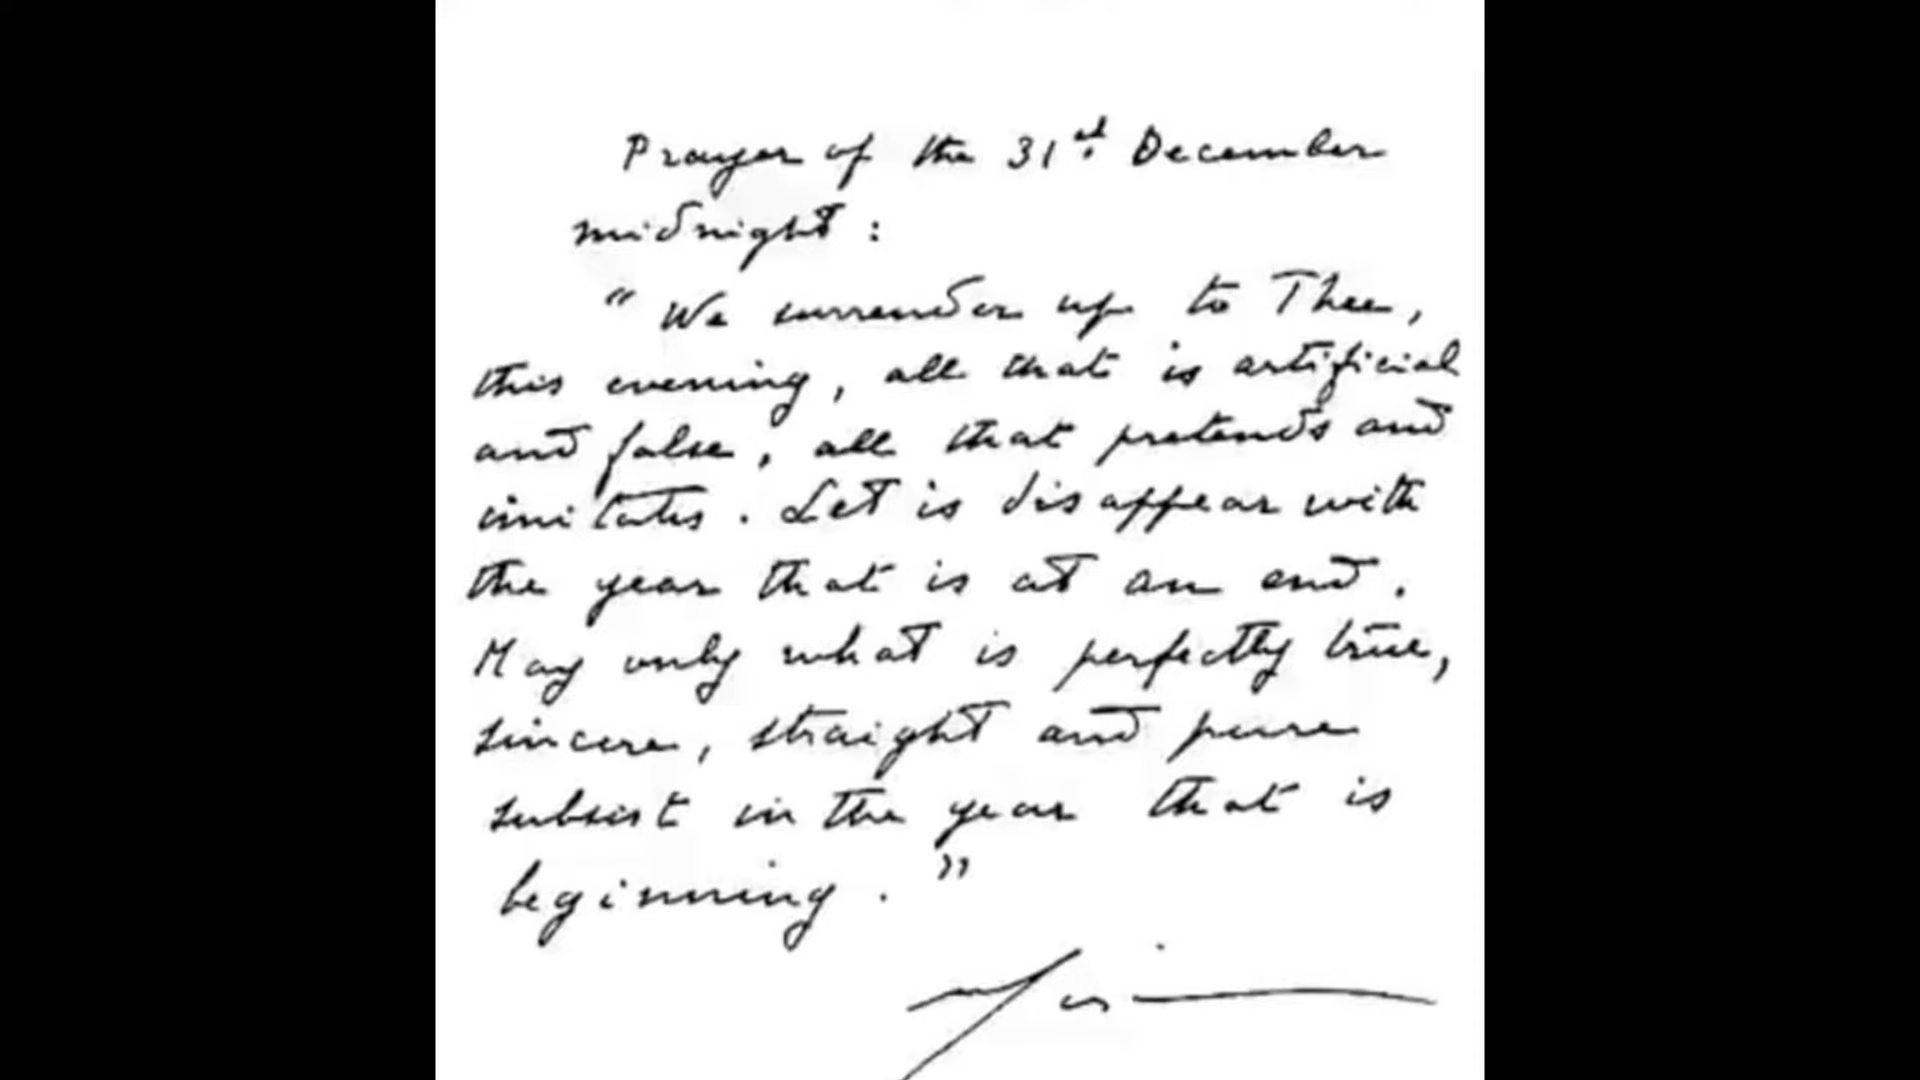 Prayer of the 31st December
midnight :
" We surrender up to Thee,
this evening, all that is artificial
and false, all that pretends and
imitates. Let is disappear with
the year that is at an end.
May only what is perfectly true,
sincere, straight and pure
subsist in the year that is
beginning. "